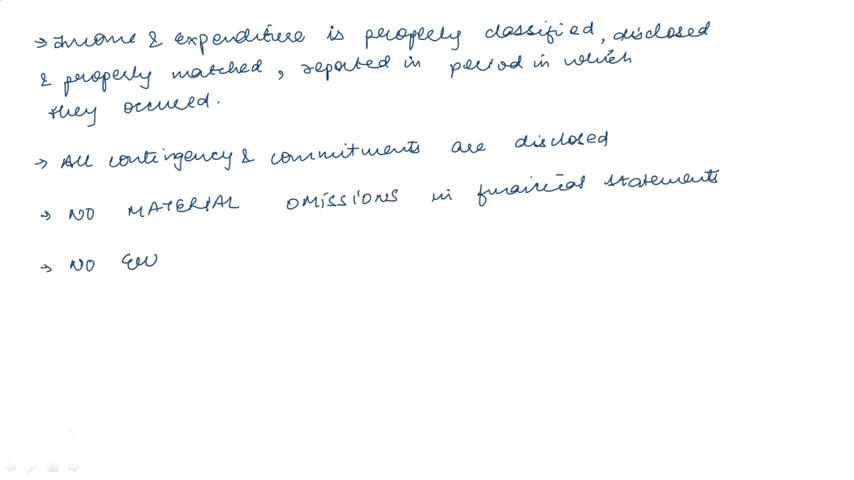 → Income & expenditure is properly classified, disclosed
& properly matched, reported in period in which
they occured.
→ All contingency & commitments are disclosed
→ NO MATERIAL OMISSIONS in financial statements
→ NO